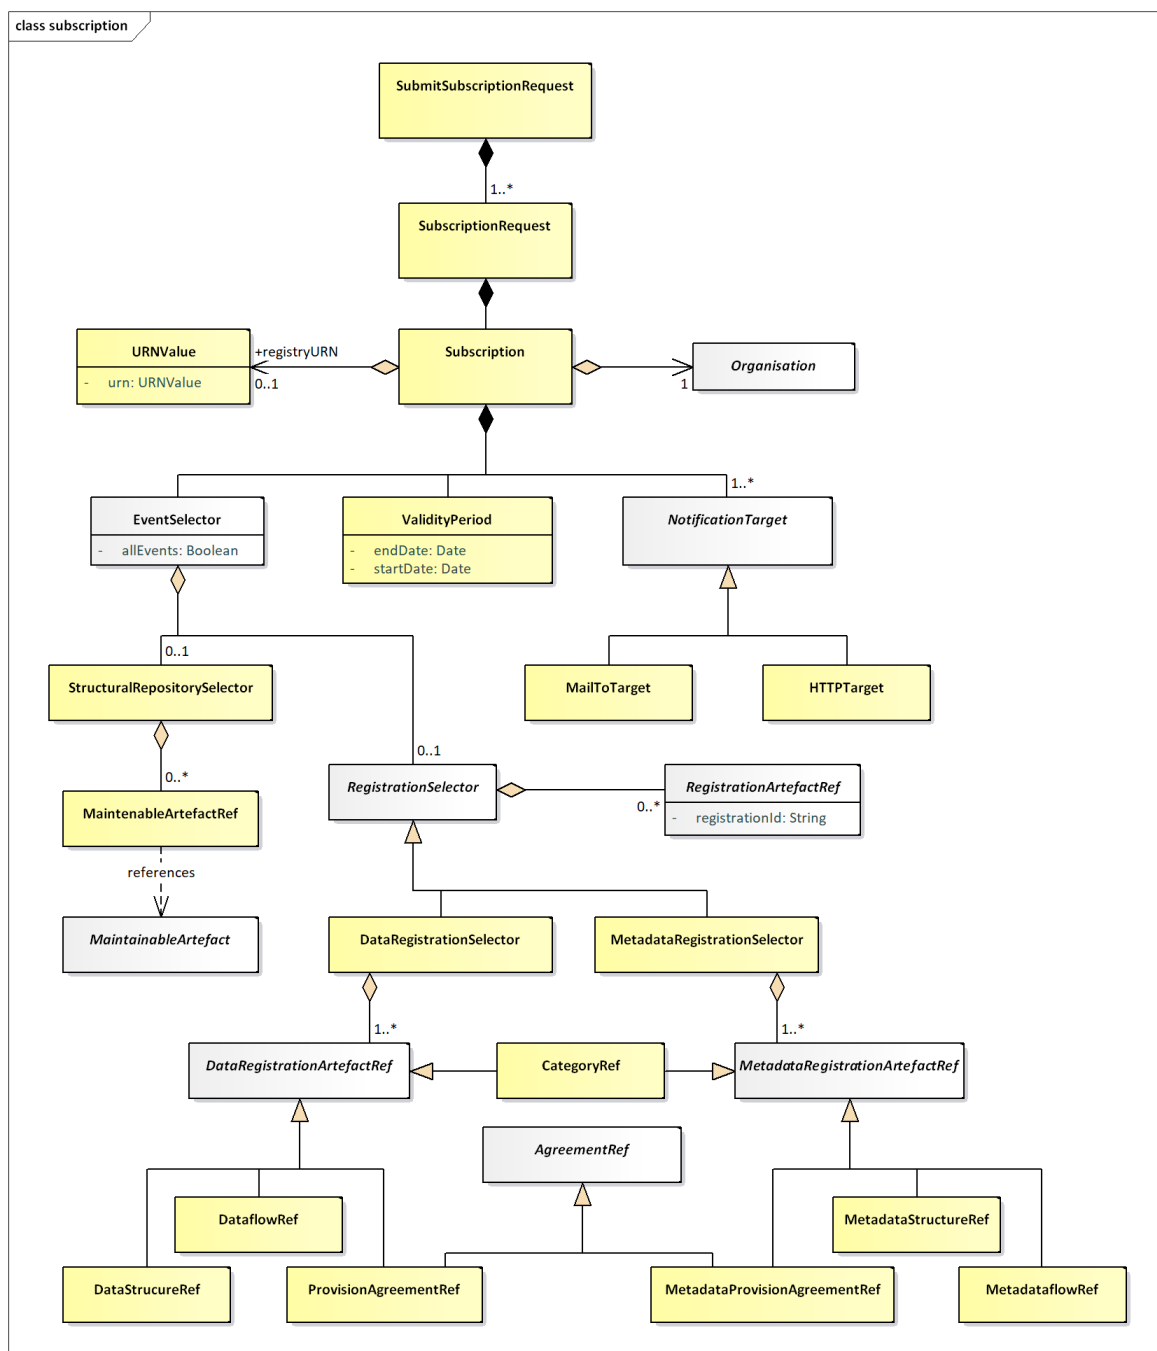 class subscription
SubmitSubscriptionRequest
1..*
SubscriptionRequest
URNValue
- urn: URNValue
+registryURN
0..1
Subscription
1
Organisation
EventSelector
- allEvents: Boolean
ValidityPeriod
- endDate: Date
- startDate: Date
1..*
NotificationTarget
0..1
StructuralRepositorySelector
MailToTarget
HTTPTarget
0..*
MaintenableArtefactRef
0..1
RegistrationSelector
0..*
RegistrationArtefactRef
- registrationId: String
references
MaintainableArtefact
DataRegistrationSelector
MetadataRegistrationSelector
1..*
1..*
DataRegistrationArtefactRef
CategoryRef
MetadataRegistrationArtefactRef
AgreementRef
DataflowRef
MetadataStructureRef
DataStrucureRef
ProvisionAgreementRef
MetadataProvisionAgreementRef
MetadataflowRef